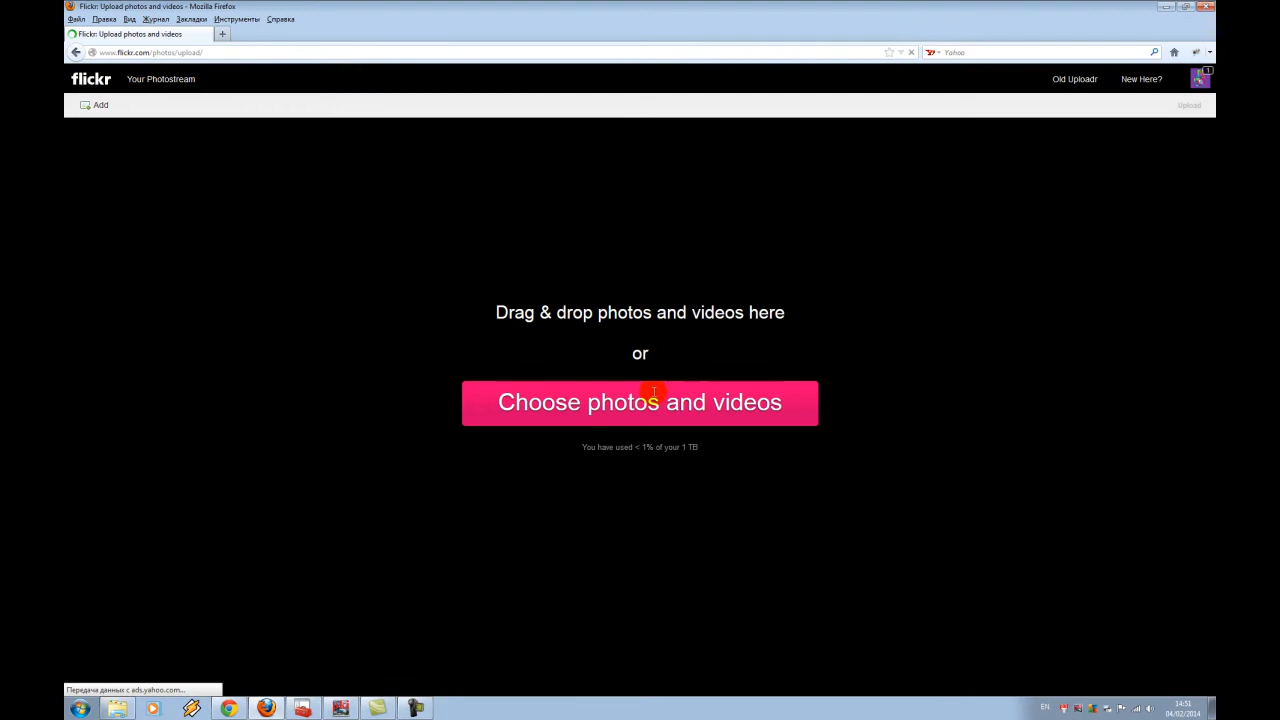 Flickr: Upload photos and videos - Mozilla Firefox
Файл Правка Вид Журнал Закладки Инструменты Справка
Flickr: Upload photos and videos
www.flickr.com/photos/upload/
Yahoo
flickr Your Photostream Old Uploadr New Here? 1
Add Upload
Drag & drop photos and videos here
or
Choose photos and videos
You have used < 1% of your 1 TB
Передача данных с ads.yahoo.com...
EN 14:51
04/02/2014